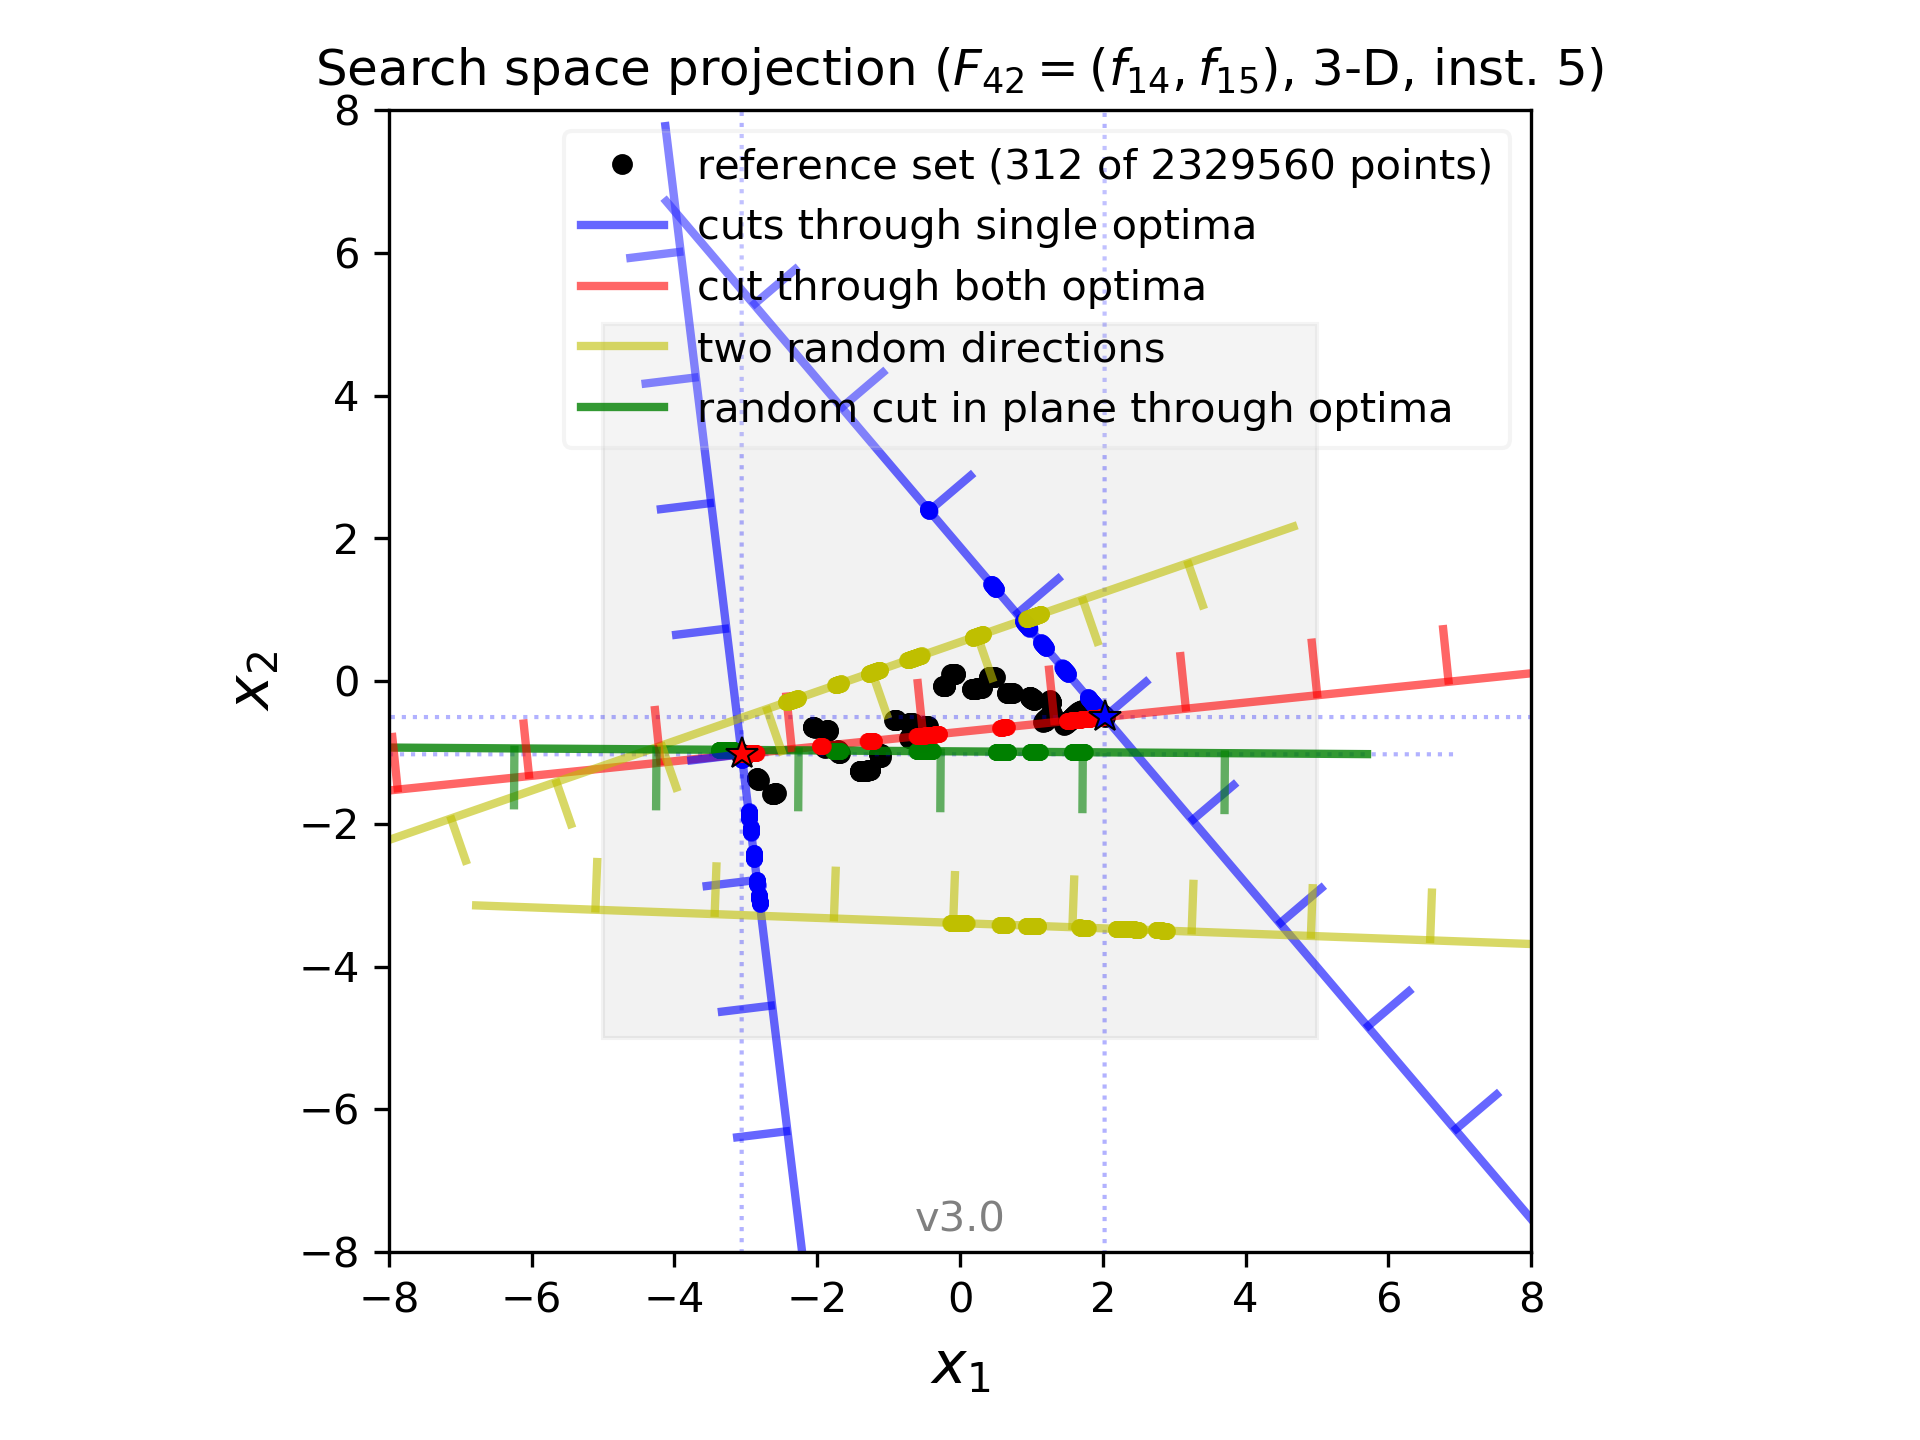 Search space projection (F42 = (f14, f15), 3-D, inst. 5)
reference set (312 of 2329560 points)
cuts through single optima
cut through both optima
two random directions
random cut in plane through optima
8
6
4
2
0
−2
−4
−6
−8
x2
v3.0
−8 −6 −4 −2 0 2 4 6 8
x1